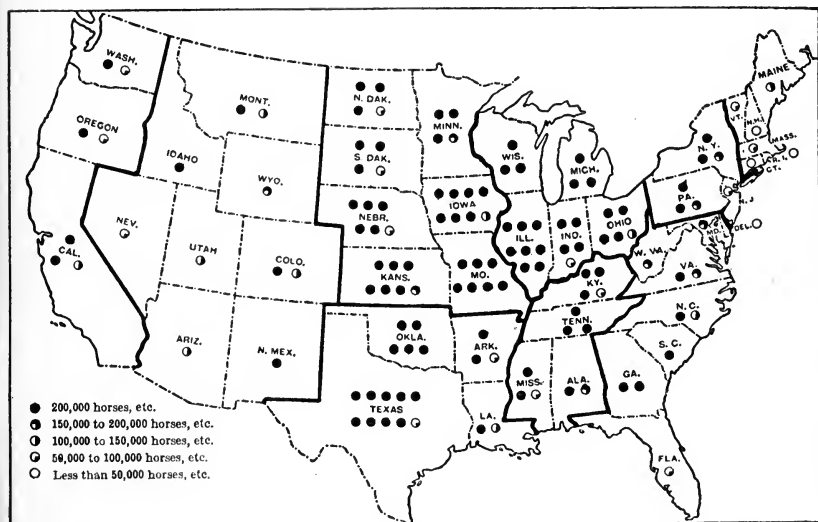 WASH.
MONT.
N. DAK.
MINN.
MAINE
VT.
N.H.
MASS.
OREGON
IDAHO
S. DAK.
WIS.
MICH.
N. Y.
R. I.
CT.
WYO.
IOWA
PA.
N. J.
NEV.
NEBR.
ILL.
IND.
OHIO
MD.
DEL.
CAL.
UTAH
COLO.
KANS.
MO.
W. VA.
VA.
KY.
N. C.
TENN.
ARIZ.
N. MEX.
OKLA.
ARK.
S. C.
MISS.
ALA.
GA.
TEXAS
LA.
FLA.
200,000 horses, etc.
150,000 to 200,000 horses, etc.
100,000 to 150,000 horses, etc.
50,000 to 100,000 horses, etc.
Less than 50,000 horses, etc.